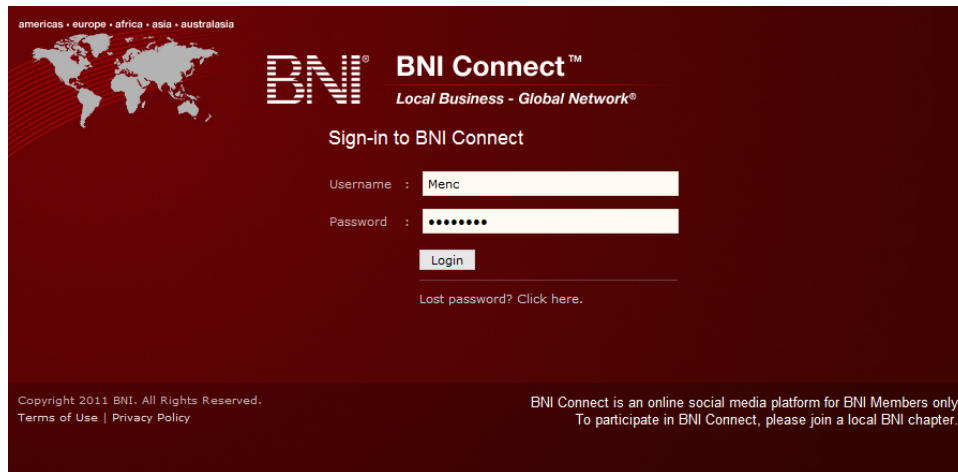 americas • europe • africa • asia • australasia
BNI® BNI Connect™
Local Business - Global Network®
Sign-in to BNI Connect
Username : Menc
Password : ••••••••
Login
Lost password? Click here.
Copyright 2011 BNI. All Rights Reserved.
Terms of Use | Privacy Policy
BNI Connect is an online social media platform for BNI Members only
To participate in BNI Connect, please join a local BNI chapter.